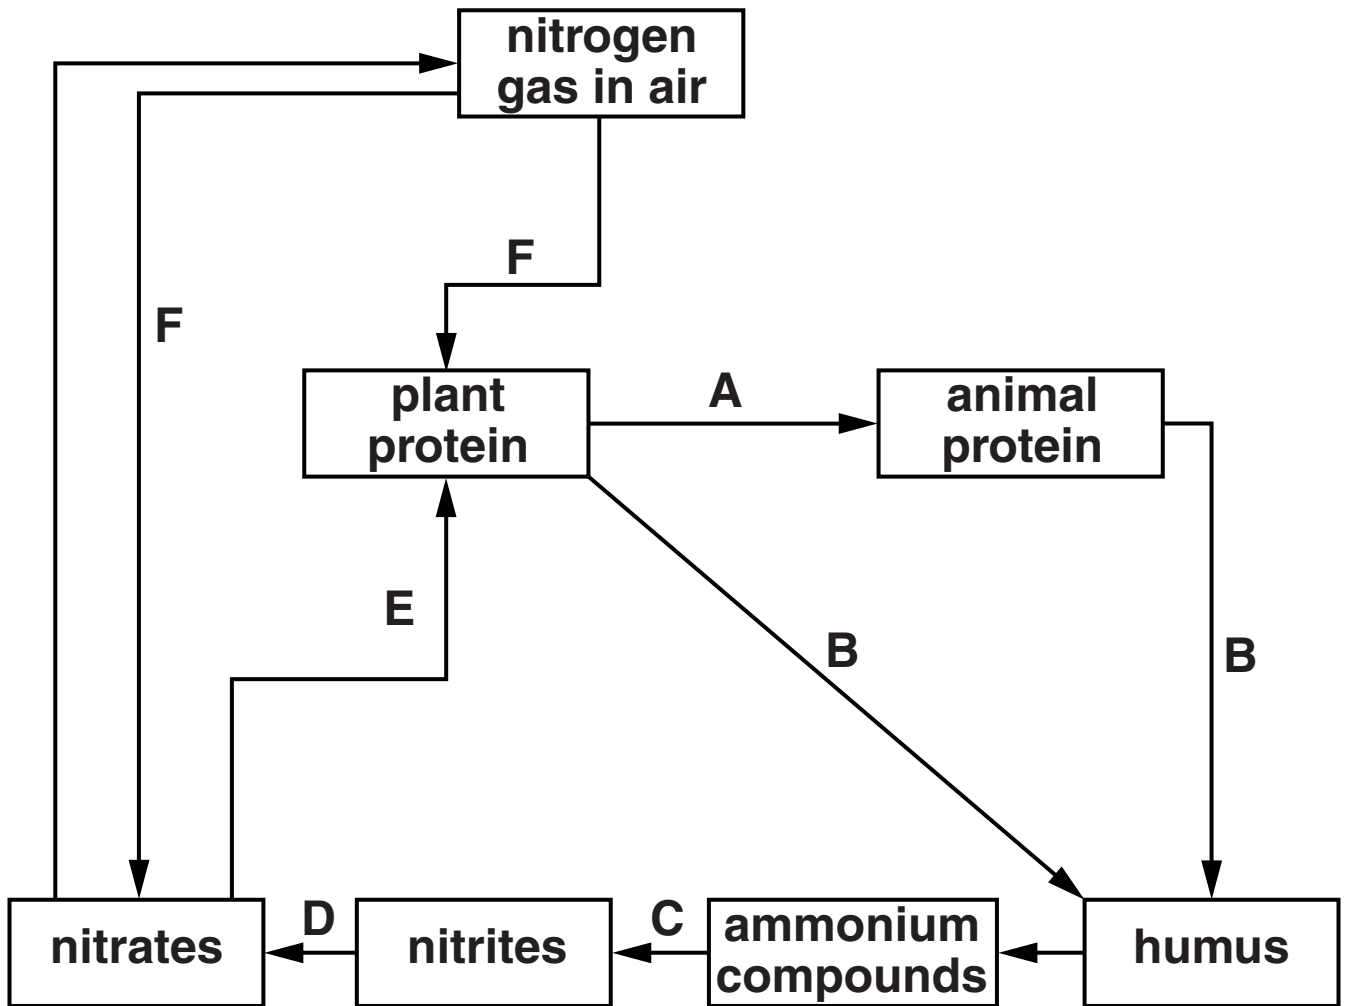 nitrogen
gas in air
F
F
plant
protein
A
animal
protein
E
B
B
nitrates
D
nitrites
C
ammonium
compounds
humus